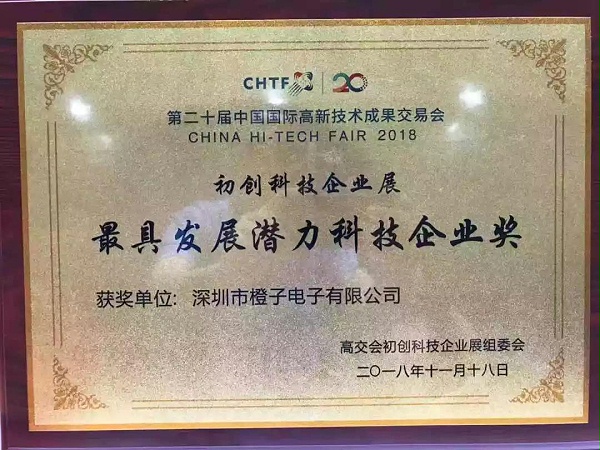 CHTF 20
第二十届中国国际高新技术成果交易会
CHINA HI-TECH FAIR 2018
初创科技企业展
最具发展潜力科技企业奖
获奖单位：深圳市橙子电子有限公司
高交会初创科技企业展组委会
二〇一八年十一月十八日